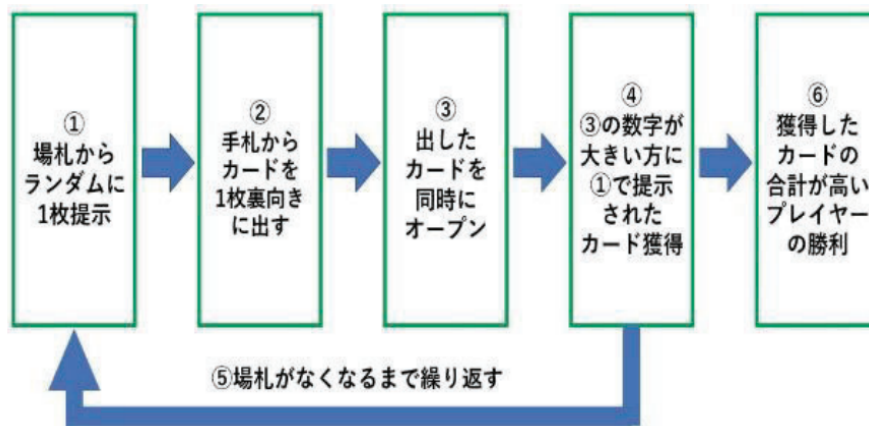 ①
場札から
ランダムに
1枚提示
②
手札から
カードを
1枚裏向き
に出す
③
出した
カードを
同時に
オープン
④
③の数字が
大きい方に
①で提示
された
カード獲得
⑥
獲得した
カードの
合計が高い
プレイヤー
の勝利
⑤場札がなくなるまで繰り返す